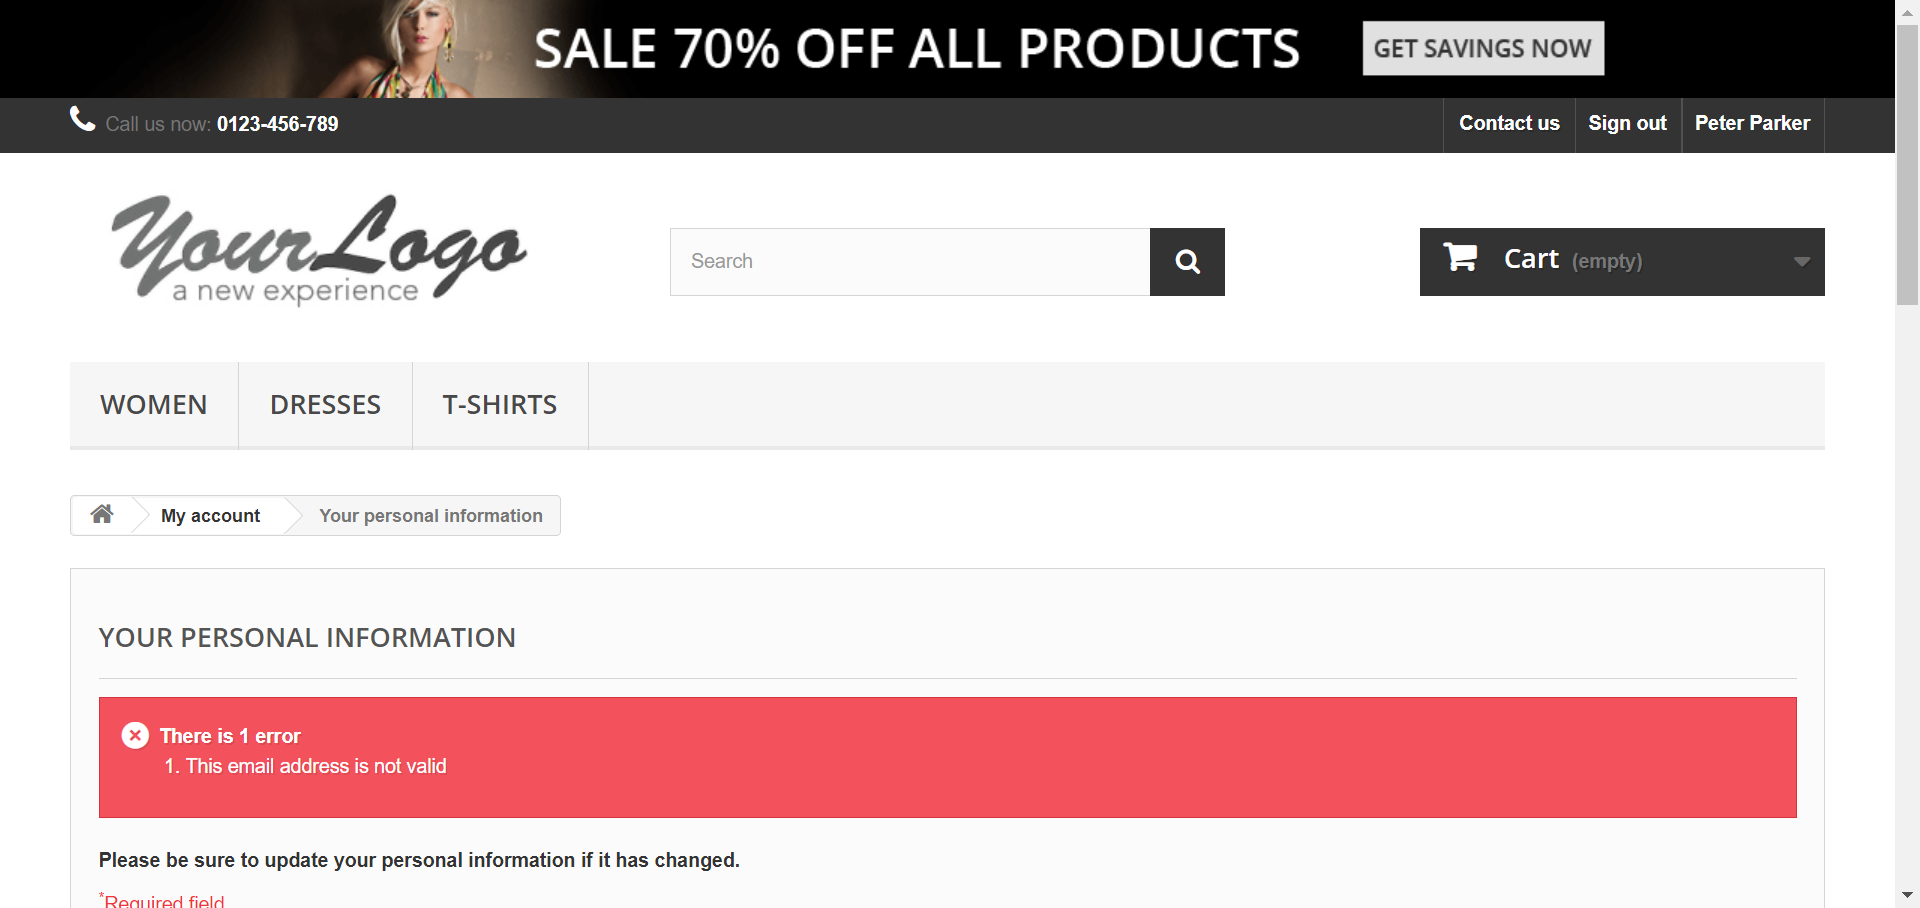 SALE 70% OFF ALL PRODUCTS
GET SAVINGS NOW
Call us now: 0123-456-789
Contact us
Sign out
Peter Parker
YourLogo
a new experience
Search
Cart (empty)
WOMEN
DRESSES
T-SHIRTS
My account
Your personal information
YOUR PERSONAL INFORMATION
There is 1 error
1. This email address is not valid
Please be sure to update your personal information if it has changed.
*Required field